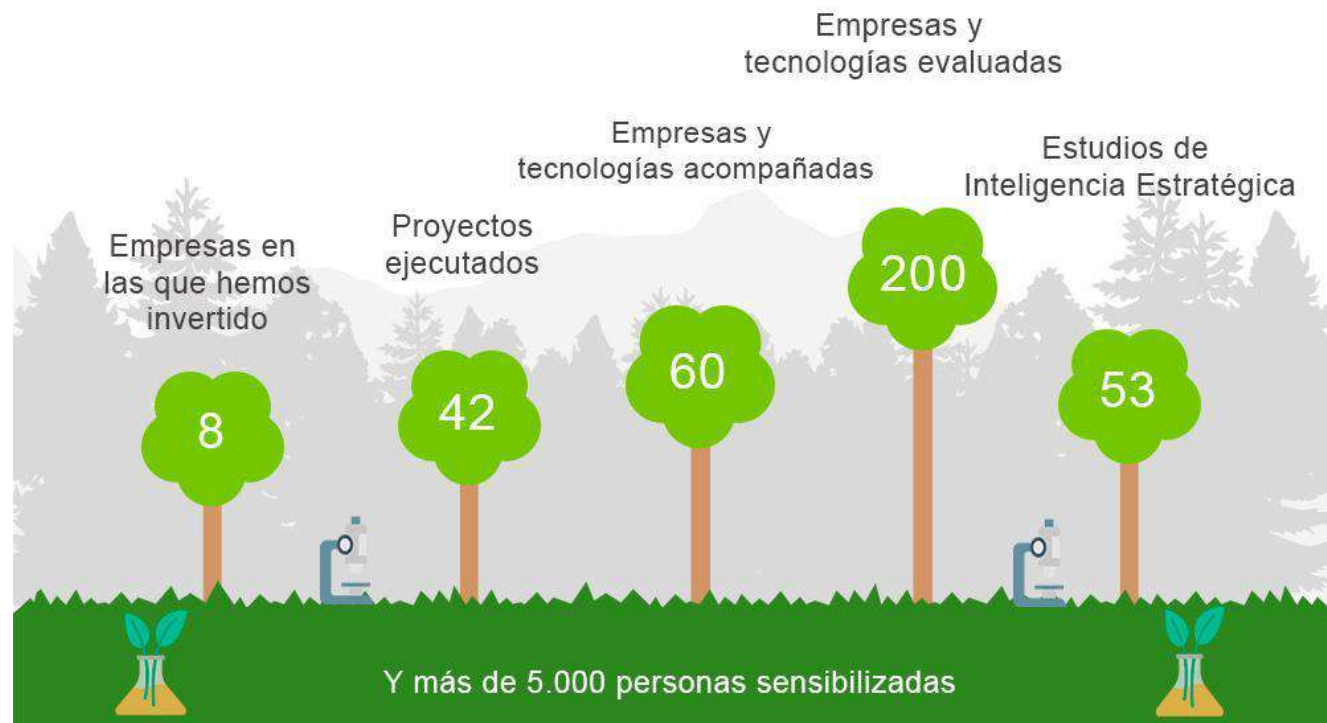 Empresas en
las que hemos
invertido
8
Proyectos
ejecutados
42
Empresas y
tecnologías acompañadas
60
Empresas y
tecnologías evaluadas
200
Estudios de
Inteligencia Estratégica
53
Y más de 5.000 personas sensibilizadas